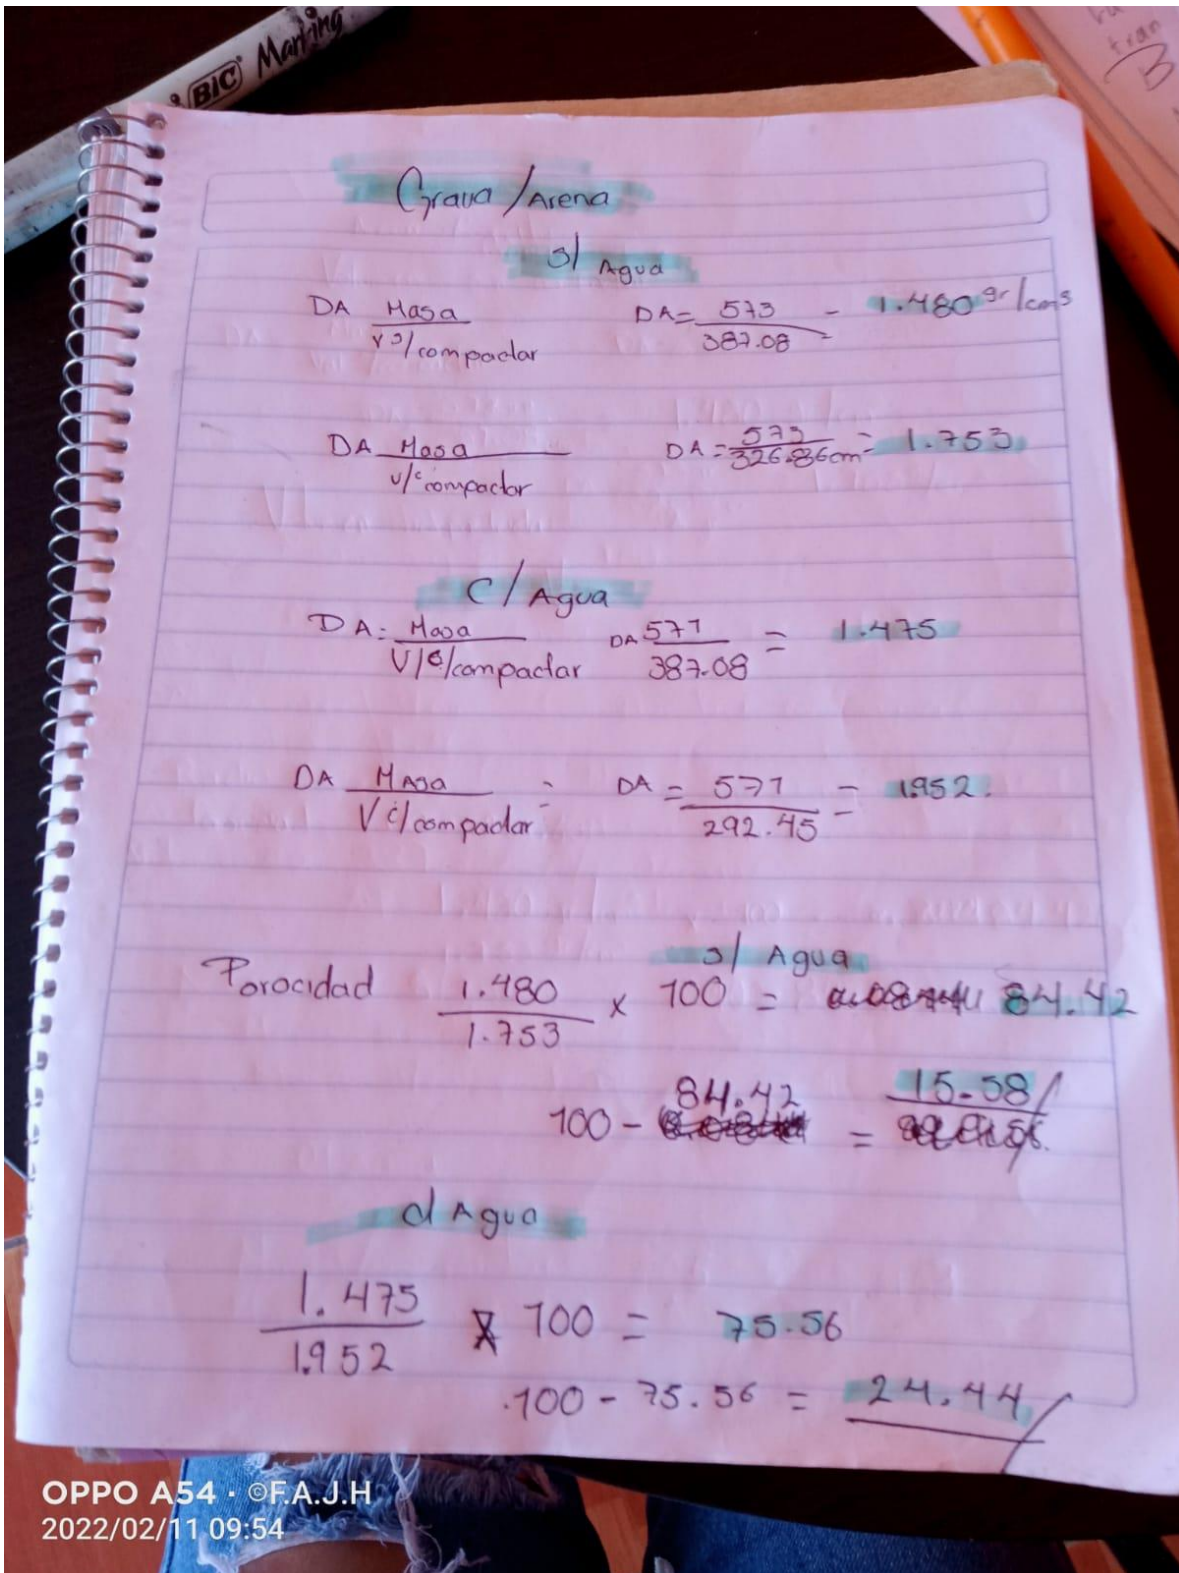 BIC Marking
tran
B
Grava / Arena
s/ Agua
DA Masa / V s/compactar DA= 573 / 387.08 = 1.480 gr/cm3
DA Masa / v/c compactar DA = 573 / 326.86cm = 1.753
C/ Agua
DA: Masa / V/C/compactar DA 571 / 387.08 = 1.475
DA Masa / V c/compactar = DA = 571 / 292.45 = 1.952.
s/ Agua
Porocidad 1.480 / 1.753 x 100 = 84.42
100 - 84.42 = 15.58
c/ Agua
1.475 / 1.952 x 100 = 75.56
.100 - 75.56 = 24.44
OPPO A54 · ©F.A.J.H
2022/02/11 09:54